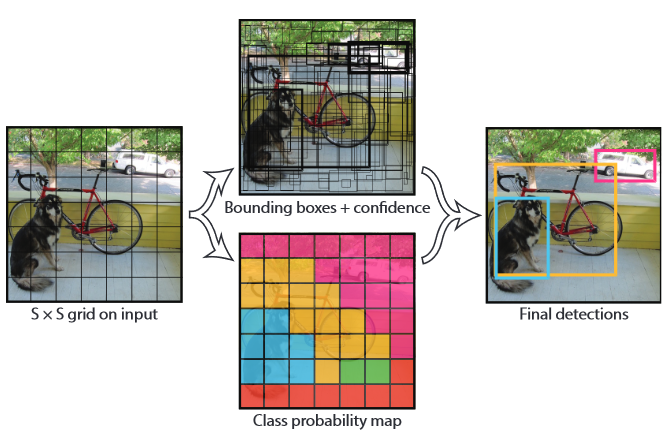 S × S grid on input
Bounding boxes + confidence
Class probability map
Final detections